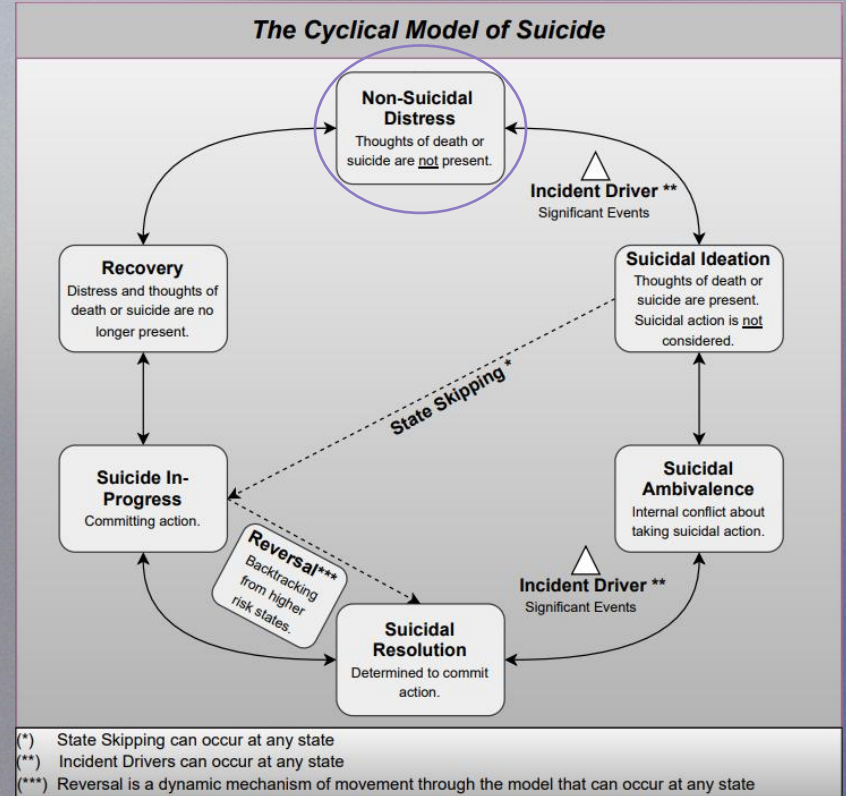 The Cyclical Model of Suicide
Non-Suicidal
Distress
Thoughts of death or
suicide are not present.
Incident Driver **
Significant Events
Recovery
Distress and thoughts of
death or suicide are no
longer present.
Suicidal Ideation
Thoughts of death or
suicide are present.
Suicidal action is not
considered.
State Skipping *
Suicide In-
Progress
Committing action.
Suicidal
Ambivalence
Internal conflict about
taking suicidal action.
Reversal***
Backtracking
from higher
risk states.
Incident Driver **
Significant Events
Suicidal
Resolution
Determined to commit
action.
(*) State Skipping can occur at any state
(**) Incident Drivers can occur at any state
(***) Reversal is a dynamic mechanism of movement through the model that can occur at any state